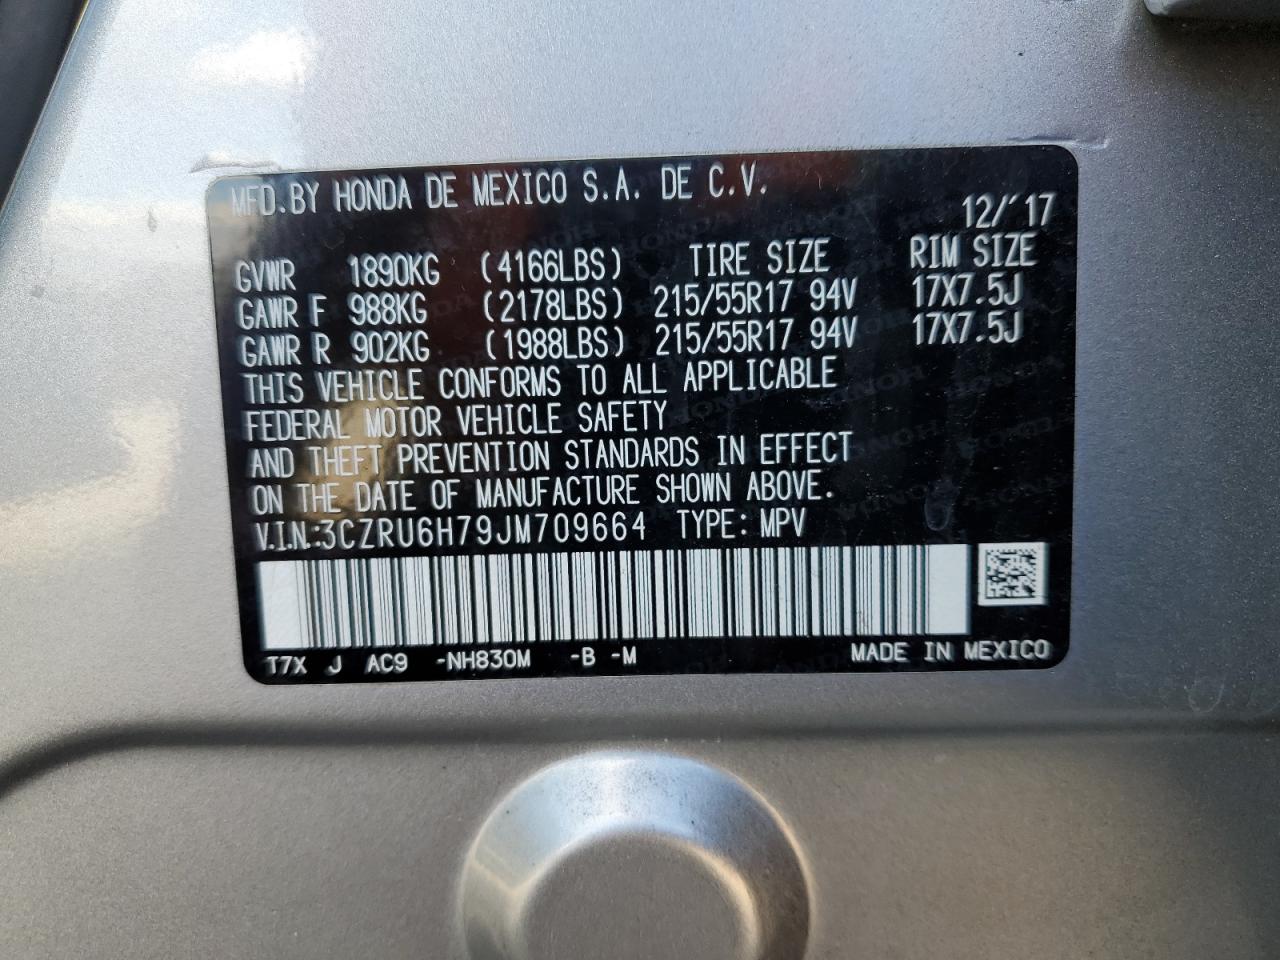 MFD.BY HONDA DE MEXICO S.A. DE C.V.
12/'17
GVWR 1890KG (4166LBS) TIRE SIZE RIM SIZE
GAWR F 988KG (2178LBS) 215/55R17 94V 17X7.5J
GAWR R 902KG (1988LBS) 215/55R17 94V 17X7.5J
THIS VEHICLE CONFORMS TO ALL APPLICABLE
FEDERAL MOTOR VEHICLE SAFETY
AND THEFT PREVENTION STANDARDS IN EFFECT
ON THE DATE OF MANUFACTURE SHOWN ABOVE.
V.I.N.:3CZRU6H79JM709664 TYPE: MPV
T7X J AC9 -NH830M -B -M MADE IN MEXICO